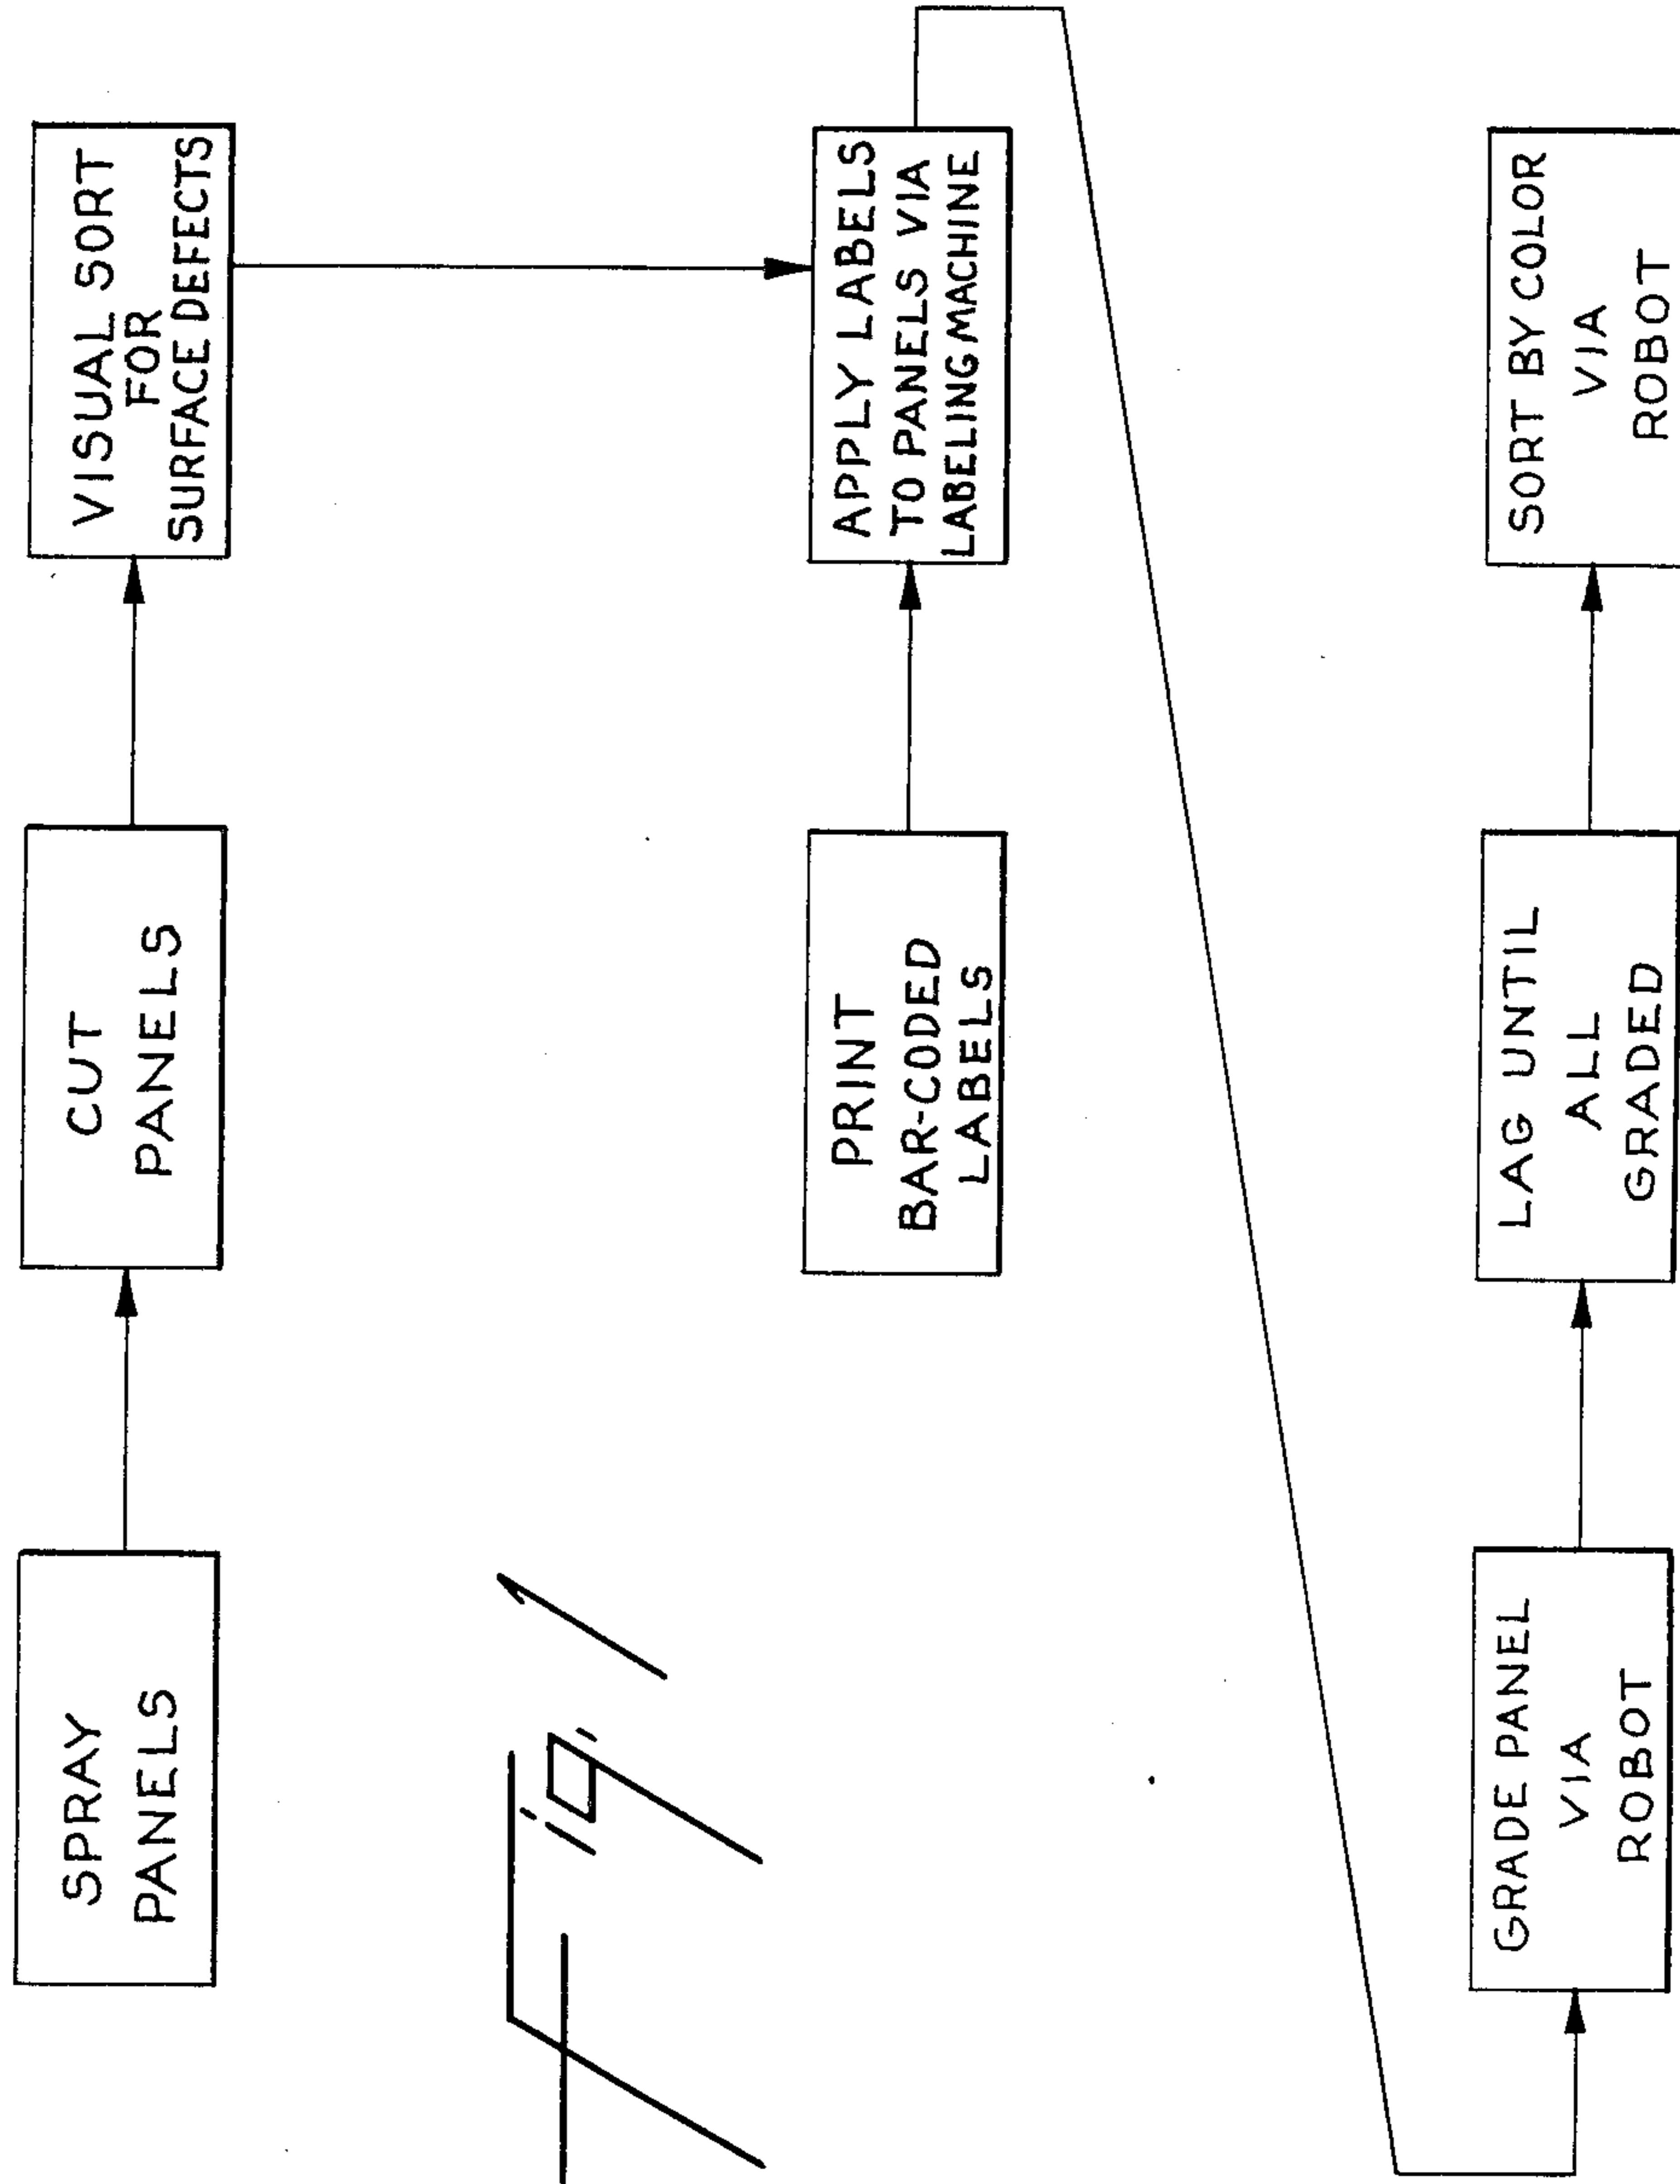 SPRAY
PANELS
CUT
PANELS
VISUAL SORT
FOR
SURFACE DEFECTS
PRINT
BAR-CODED
LABELS
APPLY LABELS
TO PANELS VIA
LABELING MACHINE
Fig. 1
GRADE PANEL
VIA
ROBOT
LAG UNTIL
ALL
GRADED
SORT BY COLOR
VIA
ROBOT